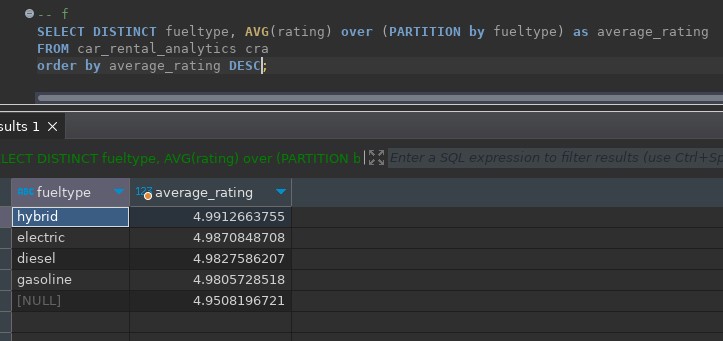 -- f
SELECT DISTINCT fueltype, AVG(rating) over (PARTITION by fueltype) as average_rating
FROM car_rental_analytics cra
order by average_rating DESC;
sults 1
LECT DISTINCT fueltype, AVG(rating) over (PARTITION b
Enter a SQL expression to filter results (use Ctrl+Sp
fueltype average_rating
hybrid 4.9912663755
electric 4.9870848708
diesel 4.9827586207
gasoline 4.9805728518
[NULL] 4.9508196721